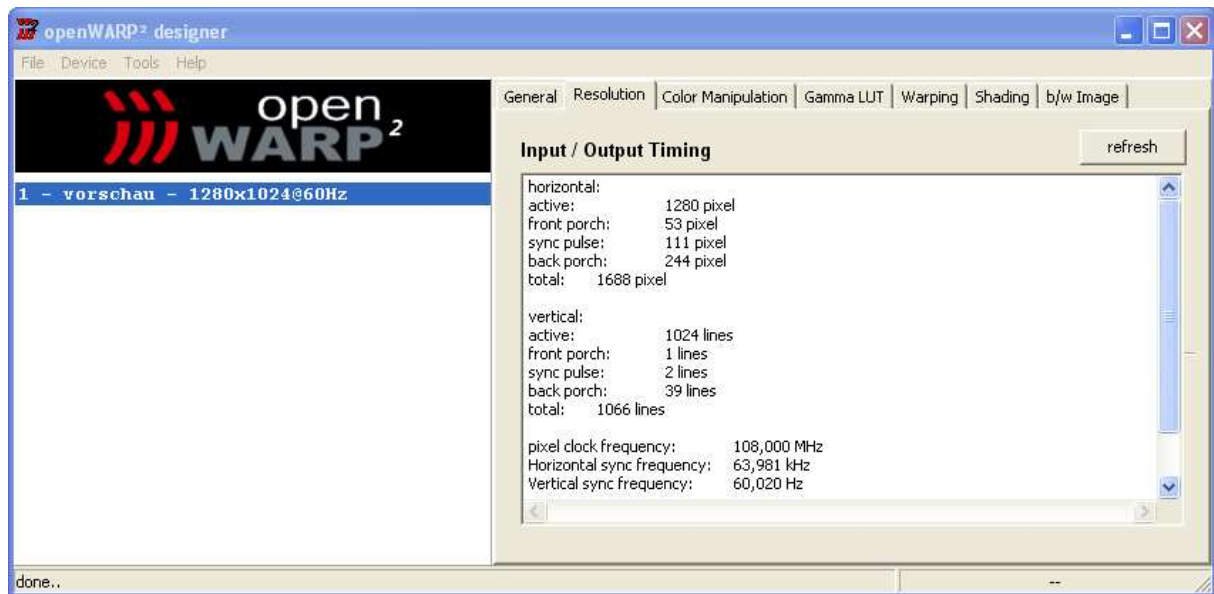 openWARP² designer
File Device Tools Help
open
WARP²
1 - vorschau - 1280x1024@60Hz
General Resolution Color Manipulation Gamma LUT Warping Shading b/w Image
Input / Output Timing
refresh
horizontal:
active: 1280 pixel
front porch: 53 pixel
sync pulse: 111 pixel
back porch: 244 pixel
total: 1688 pixel
vertical:
active: 1024 lines
front porch: 1 lines
sync pulse: 2 lines
back porch: 39 lines
total: 1066 lines
pixel clock frequency: 108,000 MHz
Horizontal sync frequency: 63,981 kHz
Vertical sync frequency: 60,020 Hz
done..
--